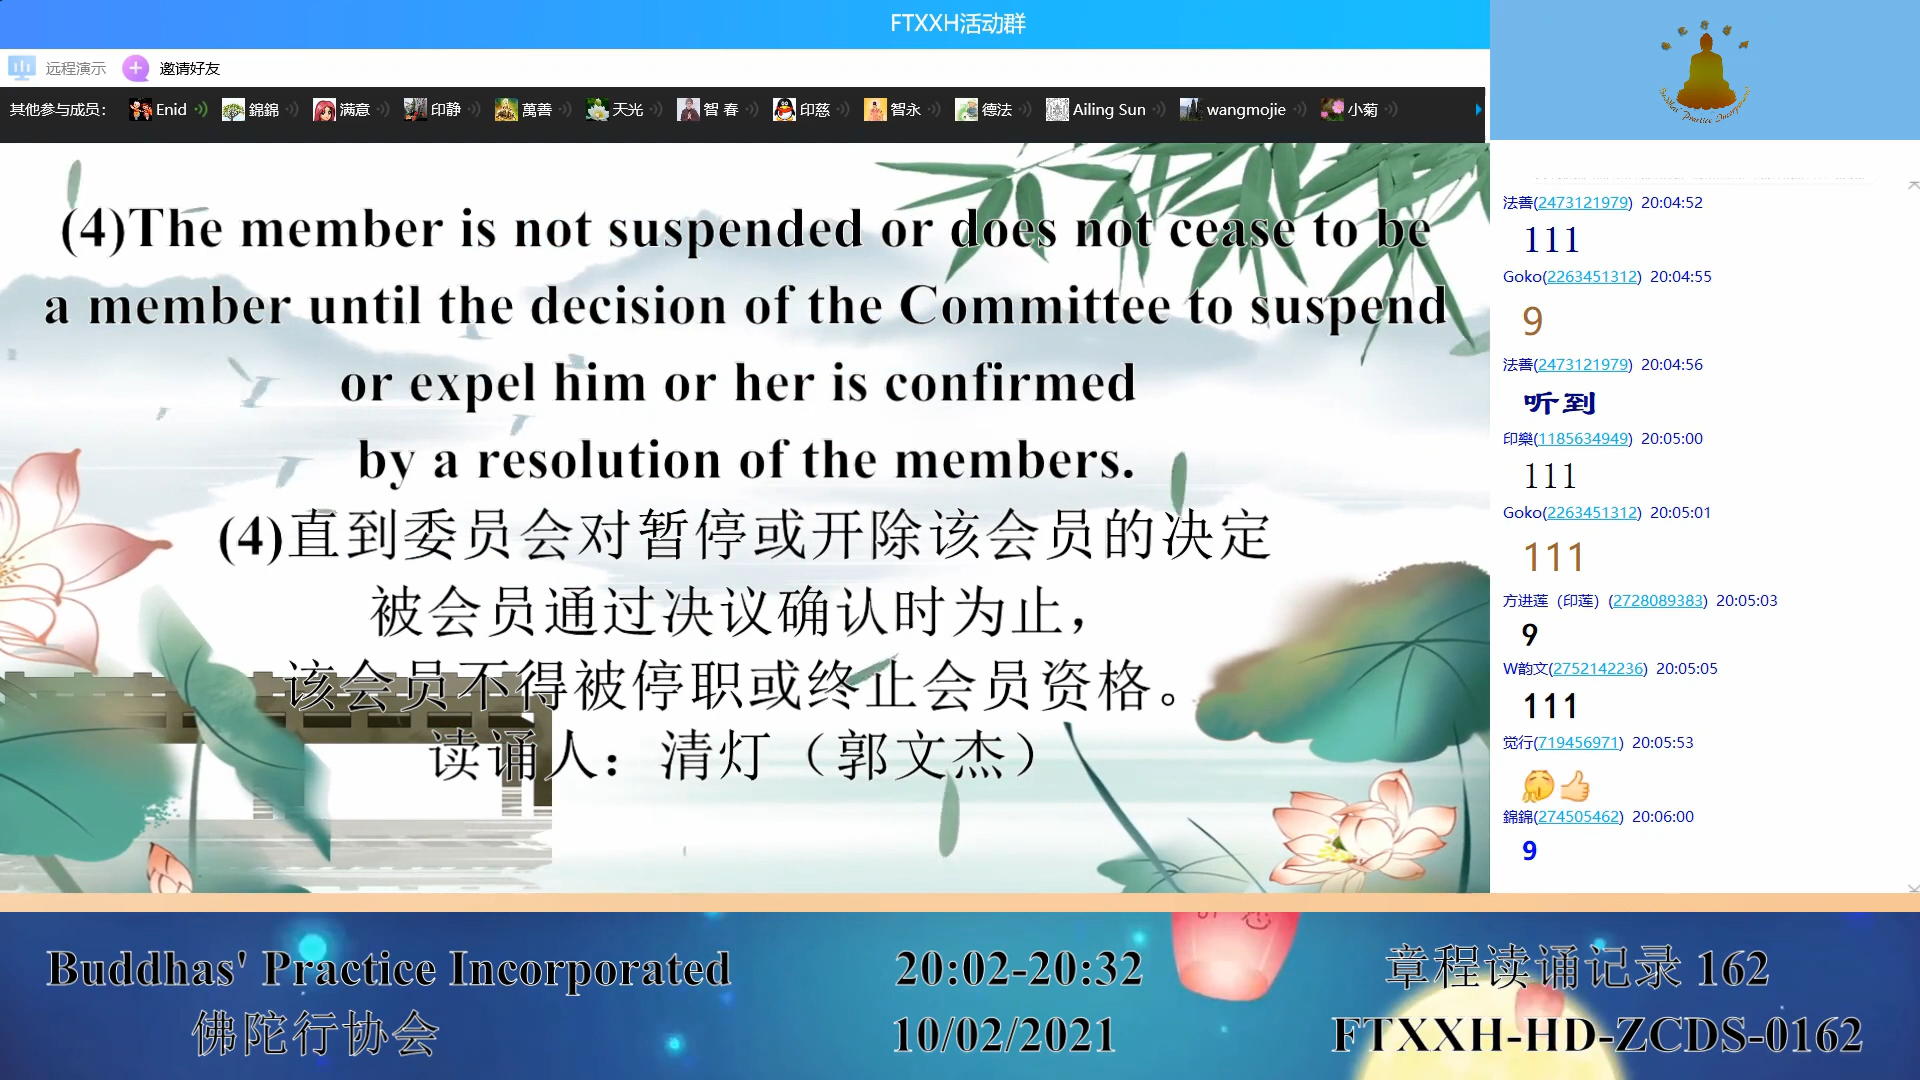 FTXXH活动群
远程演示 邀请好友
其他参与成员： Enid 錦錦 满意 印静 萬善 天光 智 春 印慈 智永 德法 Ailing Sun wangmojie 小菊
(4)The member is not suspended or does not cease to be
a member until the decision of the Committee to suspend
or expel him or her is confirmed
by a resolution of the members.
(4)直到委员会对暂停或开除该会员的决定
被会员通过决议确认时为止，
该会员不得被停职或终止会员资格。
读诵人：清灯（郭文杰）
法善(2473121979) 20:04:52
111
Goko(2263451312) 20:04:55
9
法善(2473121979) 20:04:56
听到
印樂(1185634949) 20:05:00
111
Goko(2263451312) 20:05:01
111
方进莲（印莲）(2728089383) 20:05:03
9
W韵文(2752142236) 20:05:05
111
觉行(719456971) 20:05:53
錦錦(274505462) 20:06:00
9
Buddhas' Practice Incorporated
佛陀行协会
20:02-20:32
10/02/2021
章程读诵记录 162
FTXXH-HD-ZCDS-0162